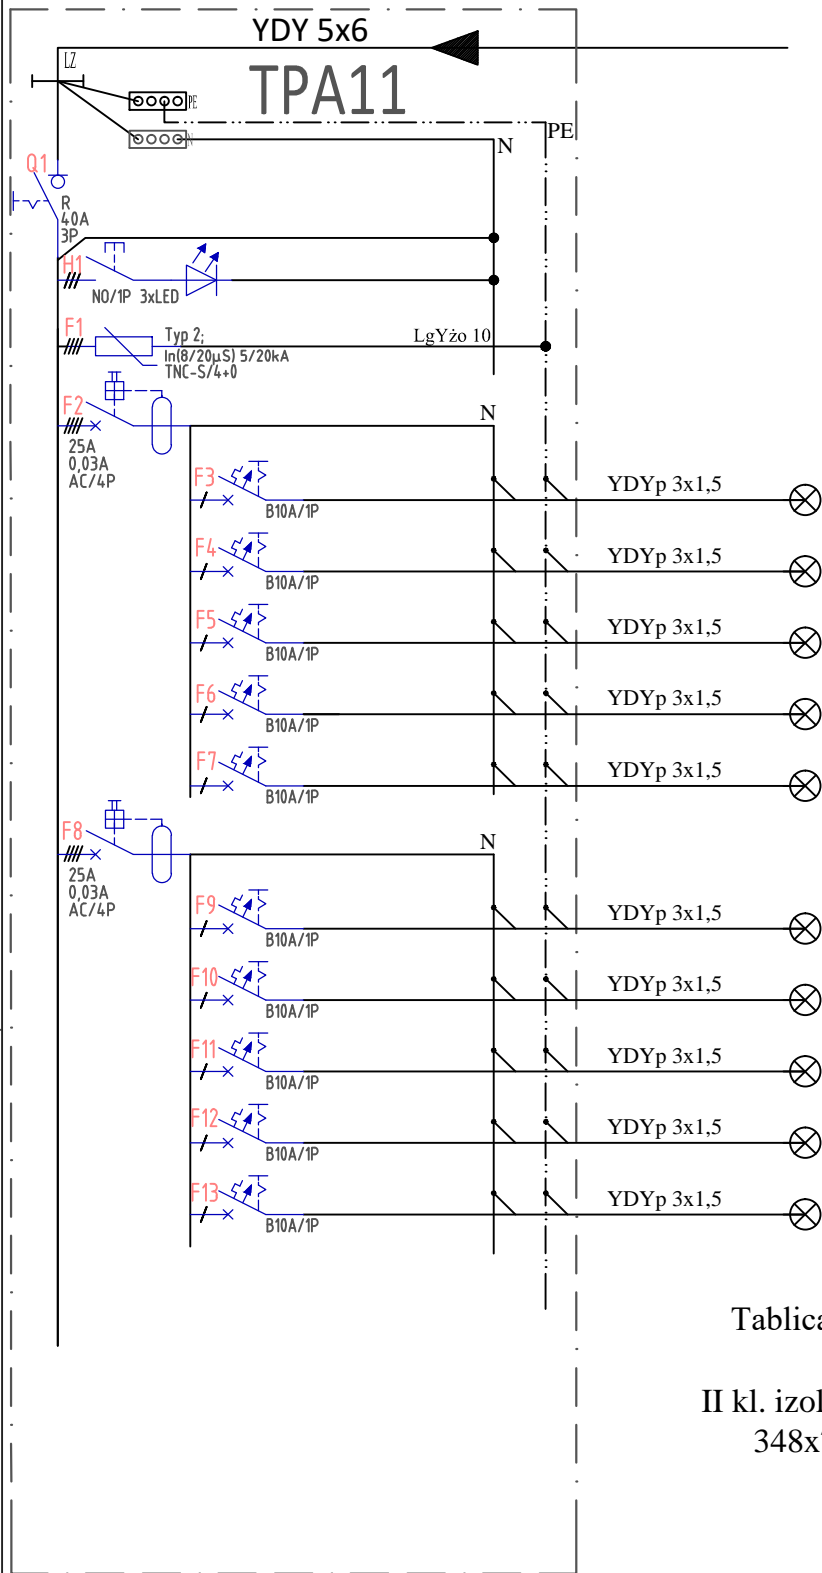 YDY 5x6
LZ
TPA11
PE
N
PE
N
Q1
R
40A
3P
H1
NO/1P 3xLED
F1
Typ 2;
In(8/20µS) 5/20kA
TNC-S/4+0
LgYżo 10
F2
25A
0,03A
AC/4P
N
F3
B10A/1P
YDYp 3x1,5
F4
B10A/1P
YDYp 3x1,5
F5
B10A/1P
YDYp 3x1,5
F6
B10A/1P
YDYp 3x1,5
F7
B10A/1P
YDYp 3x1,5
F8
25A
0,03A
AC/4P
N
F9
B10A/1P
YDYp 3x1,5
F10
B10A/1P
YDYp 3x1,5
F11
B10A/1P
YDYp 3x1,5
F12
B10A/1P
YDYp 3x1,5
F13
B10A/1P
YDYp 3x1,5
Tablica
II kl. izol
348x